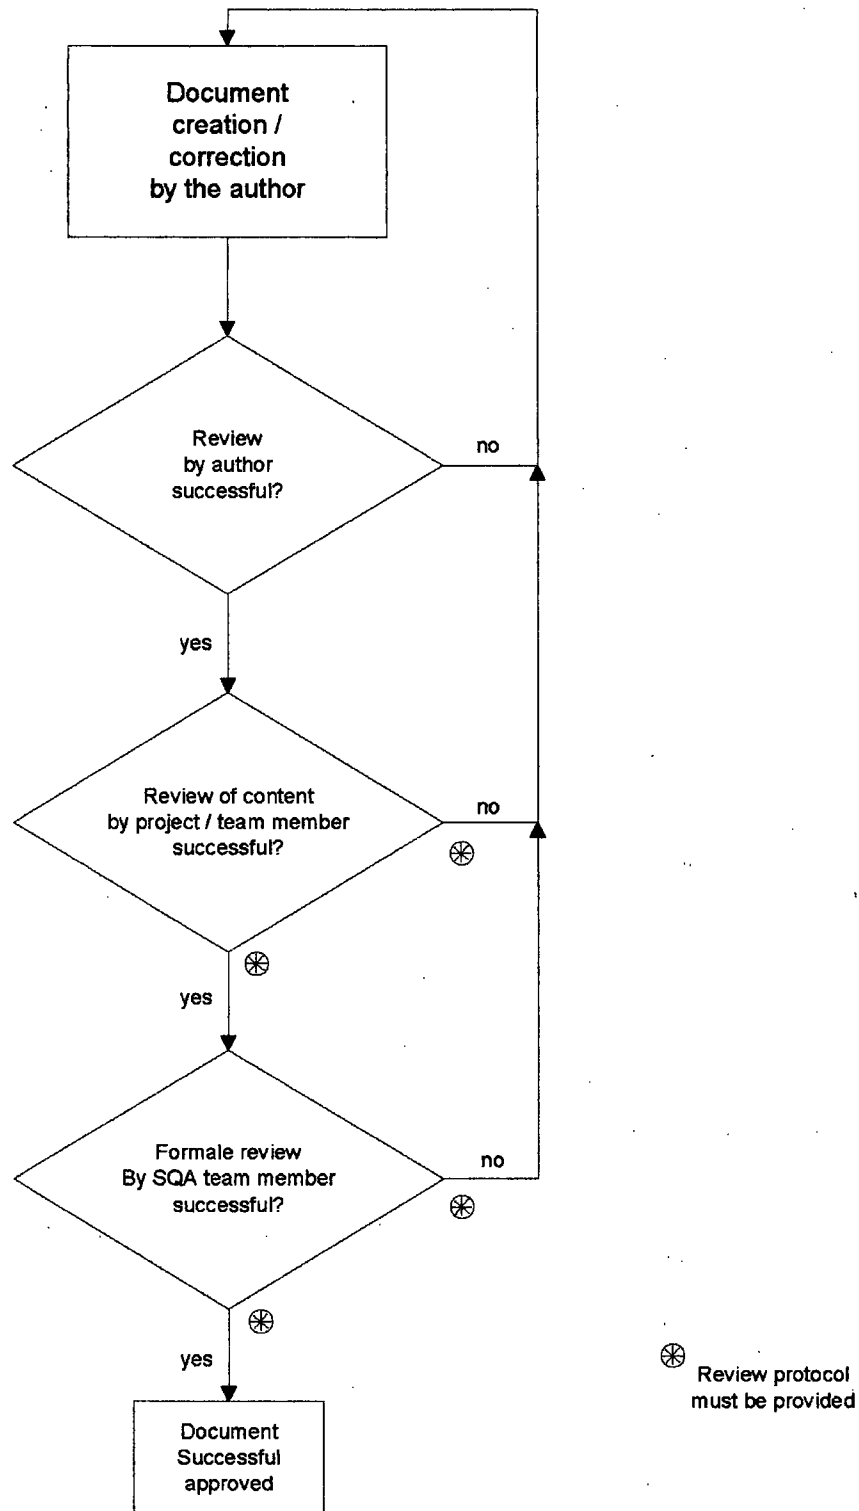 Document
creation /
correction
by the author
Review
by author
successful?
no
yes
Review of content
by project / team member
successful?
no
yes
Formale review
By SQA team member
successful?
no
yes
Document
Successful
approved
Review protocol
must be provided